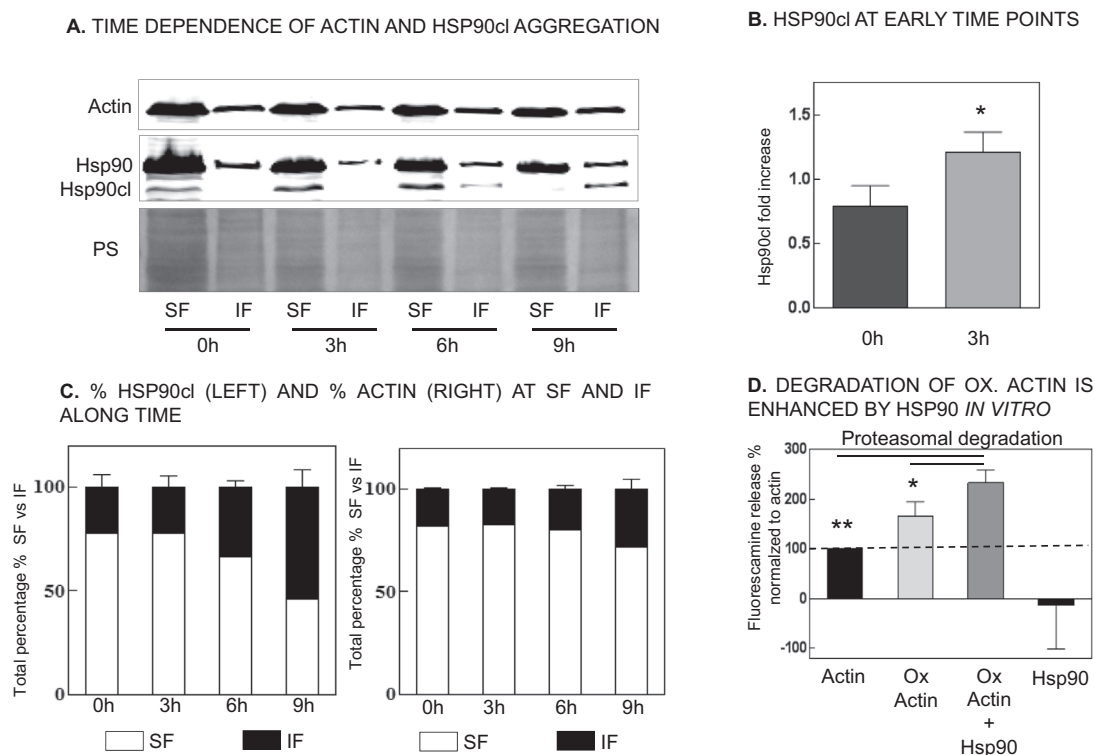 A. TIME DEPENDENCE OF ACTIN AND HSP90cl AGGREGATION
Actin
Hsp90
Hsp90cl
PS
SF IF SF IF SF IF SF IF
0h 3h 6h 9h
B. HSP90cl AT EARLY TIME POINTS
Hsp90cl fold increase
1.5
1.0
0.5
0.0
*
0h 3h
C. % HSP90cl (LEFT) AND % ACTIN (RIGHT) AT SF AND IF
ALONG TIME
Total percentage % SF vs IF
100
50
0
0h 3h 6h 9h
SF IF
Total percentage % SF vs IF
100
50
0
0h 3h 6h 9h
SF IF
D. DEGRADATION OF OX. ACTIN IS
ENHANCED BY HSP90 IN VITRO
Proteasomal degradation
Fluorescamine release %
normalized to actin
300
200
100
0
-100
**
*
Actin
Ox
Actin
Ox
Actin
+
Hsp90
Hsp90